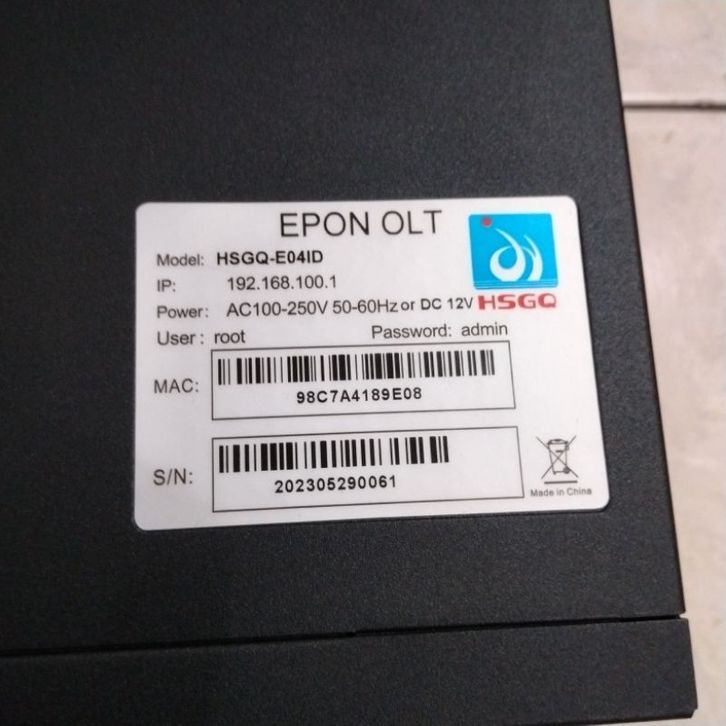 EPON OLT
Model: HSGQ-E04ID
IP: 192.168.100.1
Power: AC100-250V 50-60Hz or DC 12V
HSGQ
User: root Password: admin
MAC: 98C7A4189E08
S/N: 202305290061
Made in China